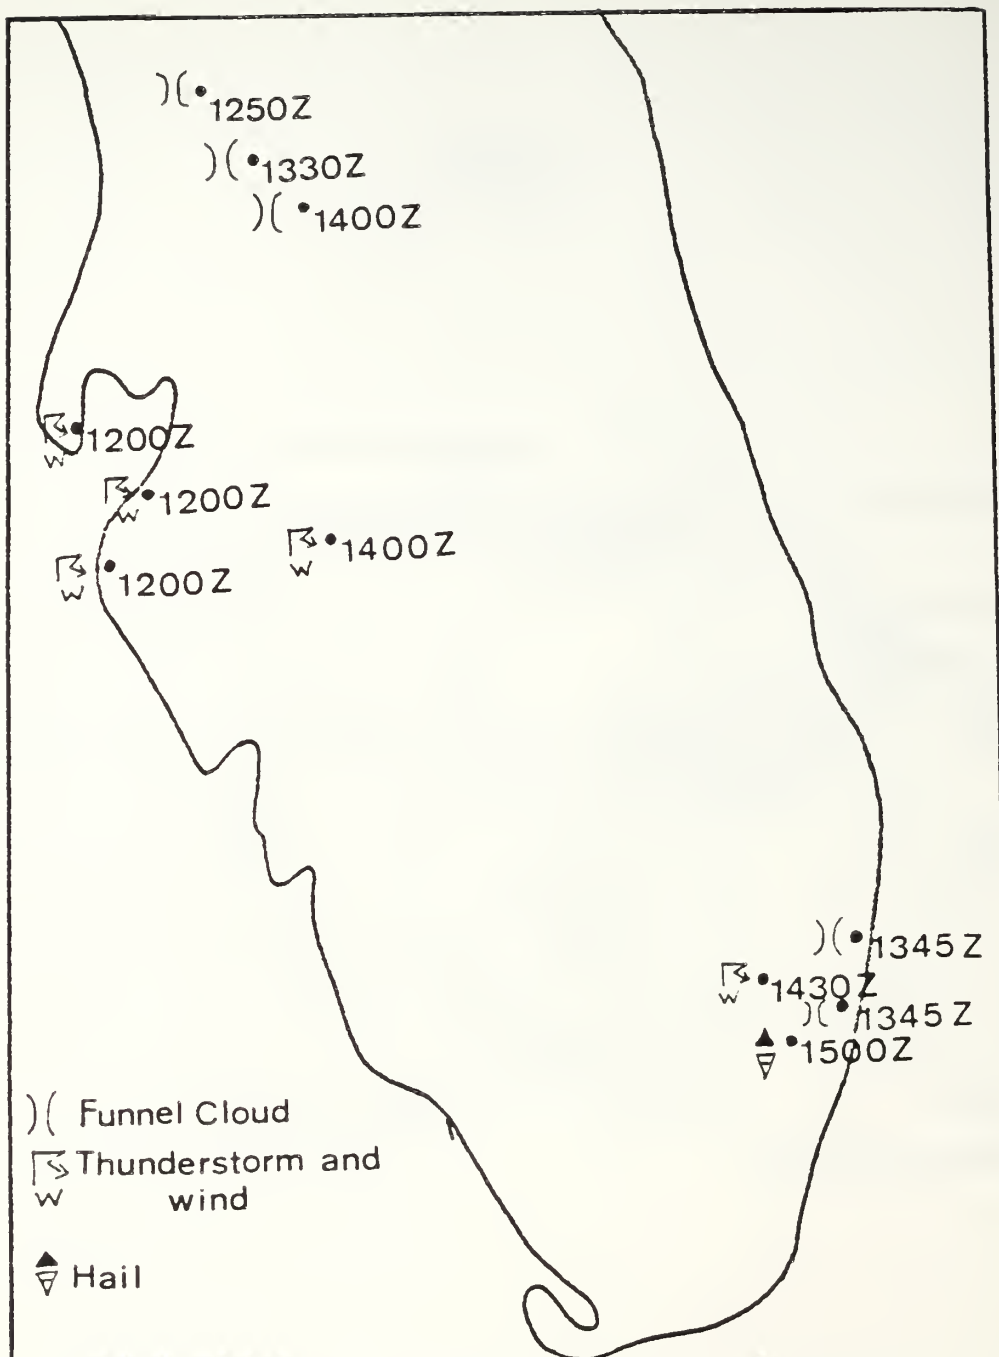 )( 1250Z
)( 1330Z
)( 1400Z
W 1200Z
W 1200Z
W 1400Z
W 1200Z
)( 1345Z
W 1430Z
)( 1345Z
1500Z
)( Funnel Cloud
Thunderstorm and
W wind
Hail